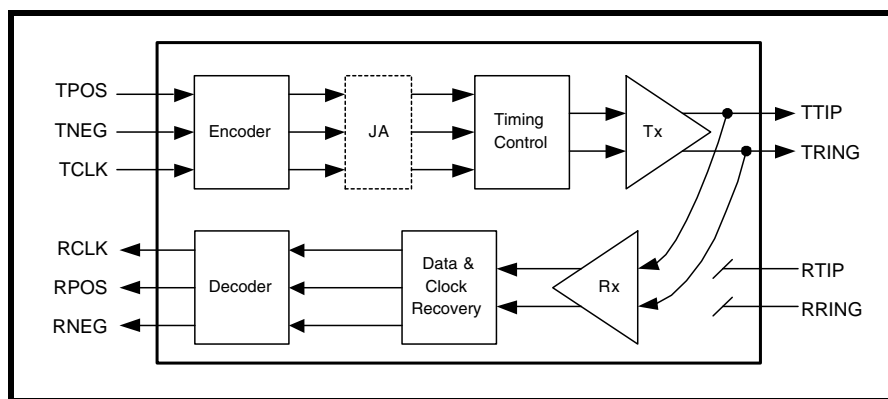 TPOS
TNEG
TCLK
Encoder
JA
Timing
Control
Tx
TTIP
TRING
RCLK
RPOS
RNEG
Decoder
Data &
Clock
Recovery
Rx
RTIP
RRING